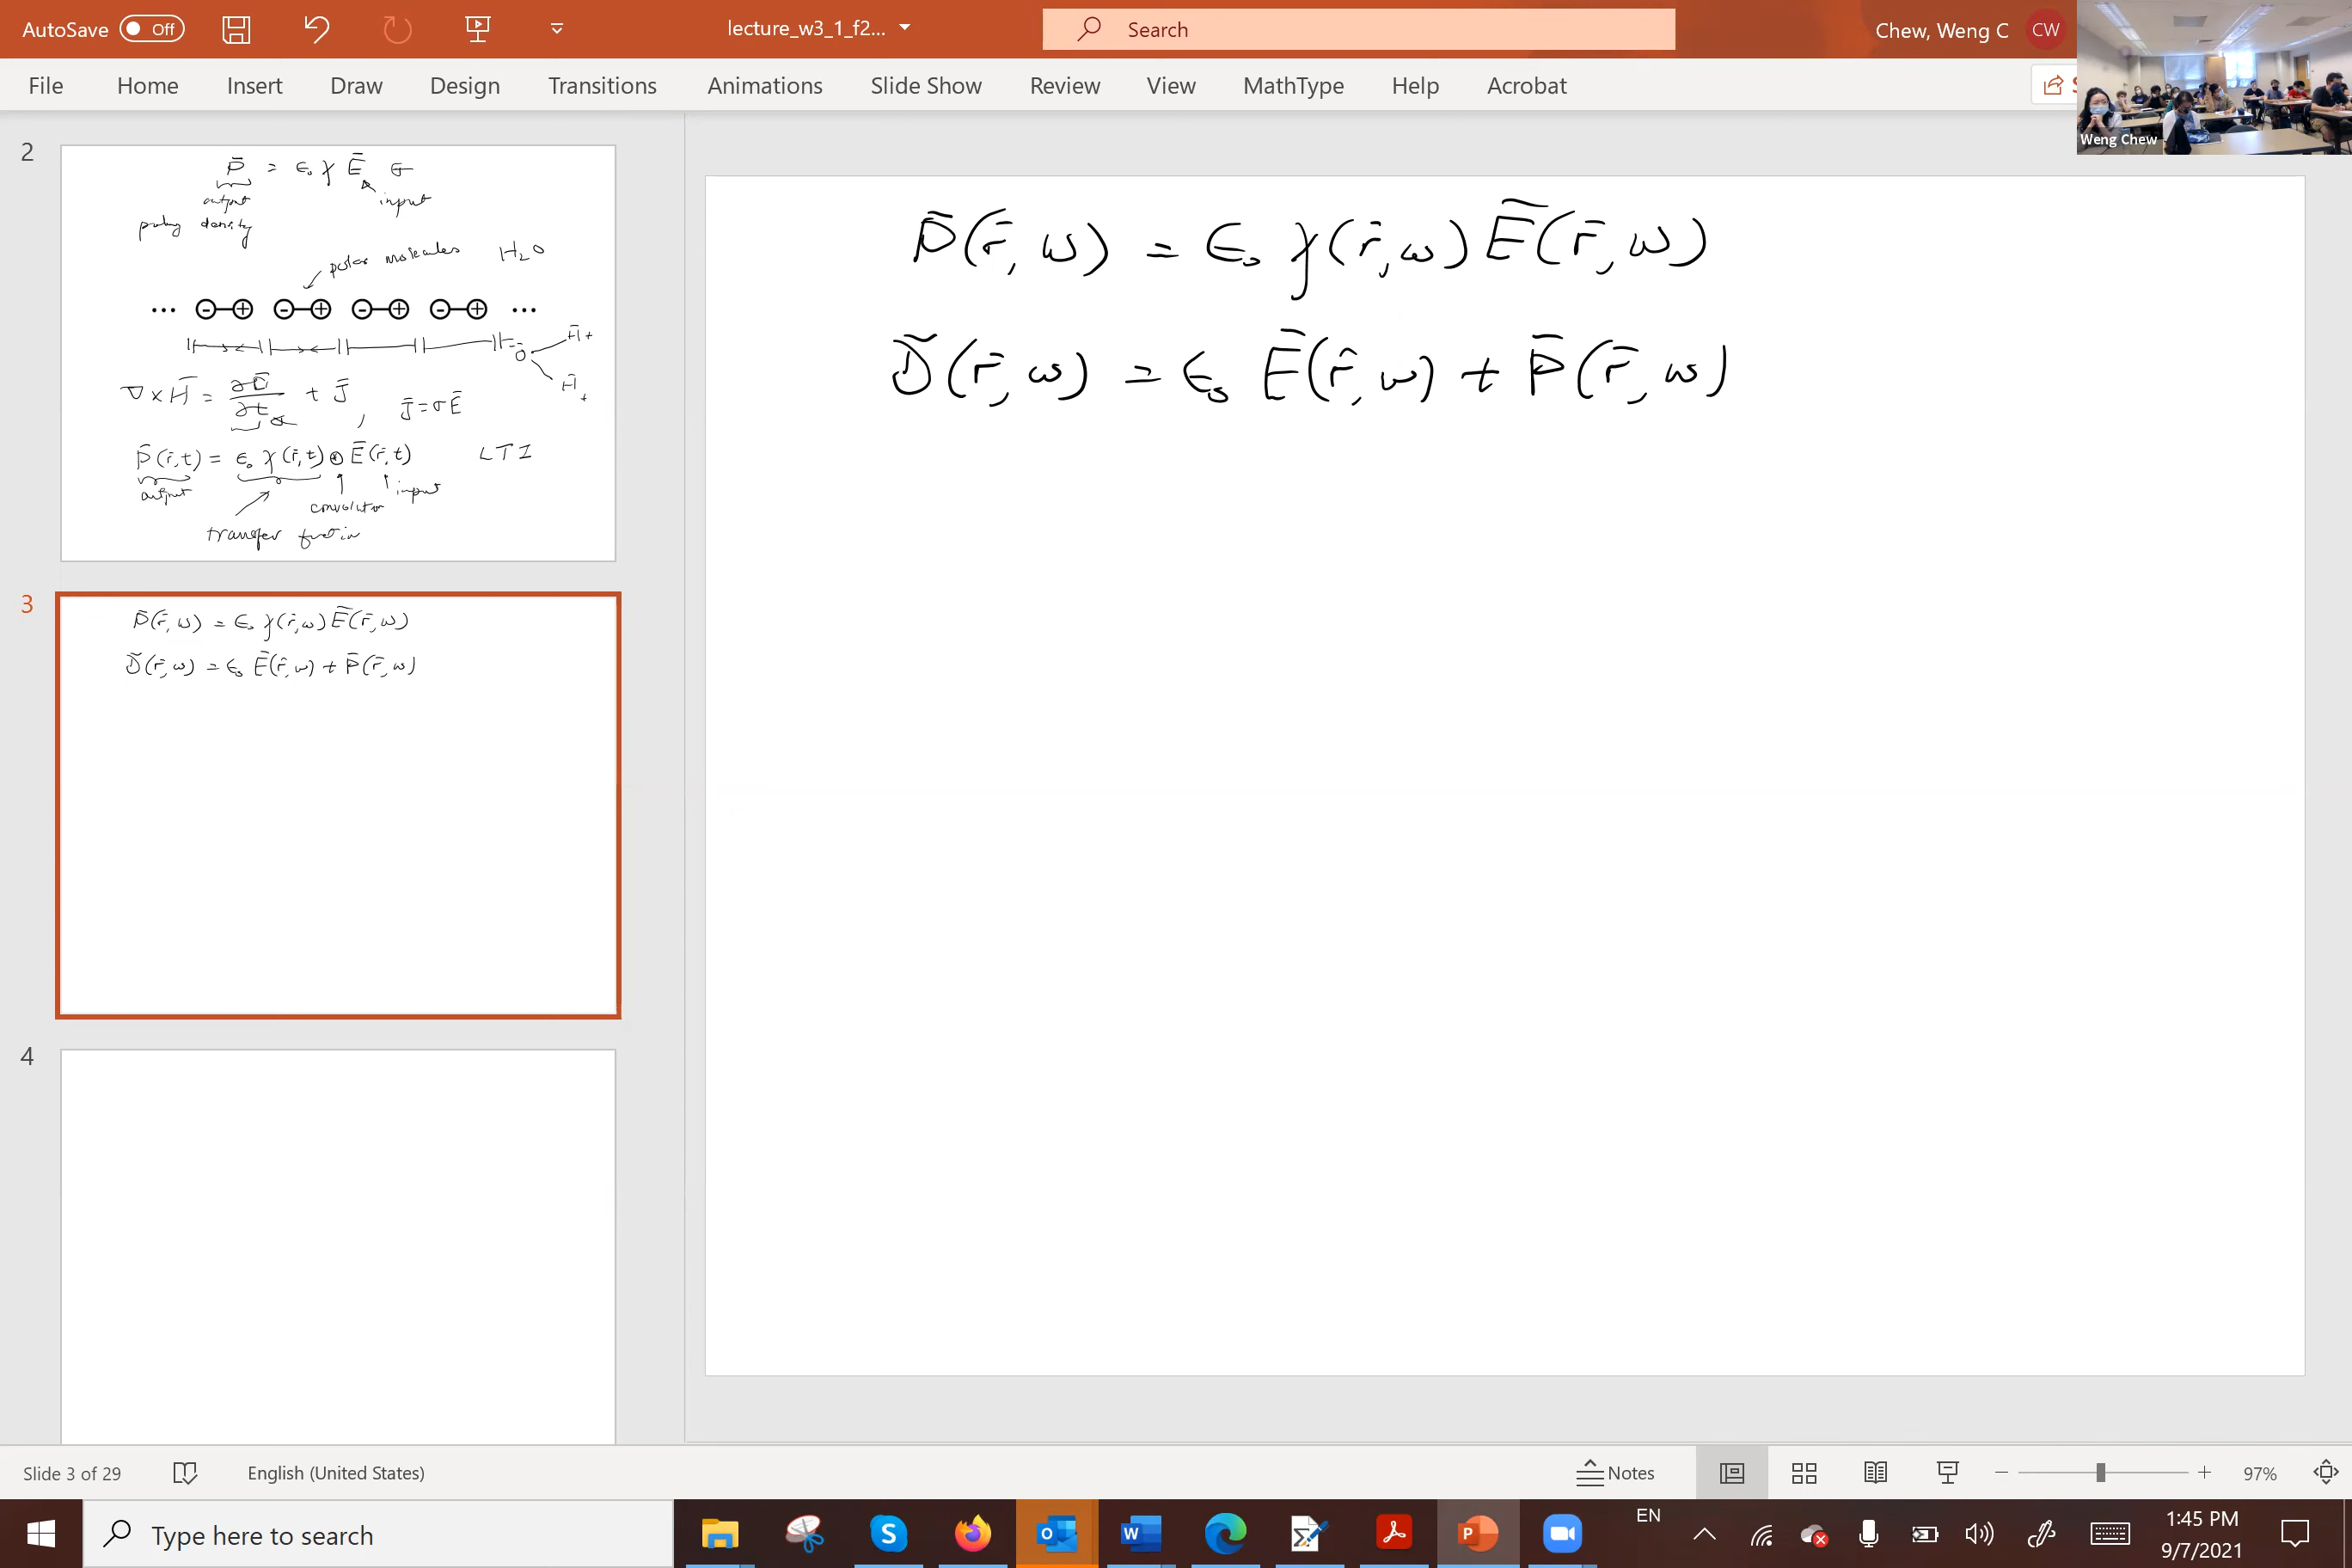 AutoSave Off lecture_w3_1_f2... Search Chew, Weng C CW
File Home Insert Draw Design Transitions Animations Slide Show Review View MathType Help Acrobat
Weng Chew
2
P̄ = ϵ₀ χ Ē
output input
density
polar molecules H₂O
... - + - + - + - + ...
∇ × H̄ = ∂D̄/∂t + J̄ , J̄ = σĒ
P̄(r̄,t) = ϵ₀ χ(r̄,t) ⊛ Ē(r̄,t) LTI
output input
convolution
transfer
3
P̄(r̄, ω) = ϵ₀ χ(r̄, ω) Ē(r̄, ω)
D̄(r̄, ω) = ϵ₀ Ē(r̄, ω) + P̄(r̄, ω)
4
P̄(r̄, ω) = ϵ₀ χ(r̄, ω) Ē(r̄, ω)
D̄(r̄, ω) = ϵ₀ Ē(r̄, ω) + P̄(r̄, ω)
Slide 3 of 29 English (United States) Notes 97%
Type here to search EN 1:45 PM
9/7/2021